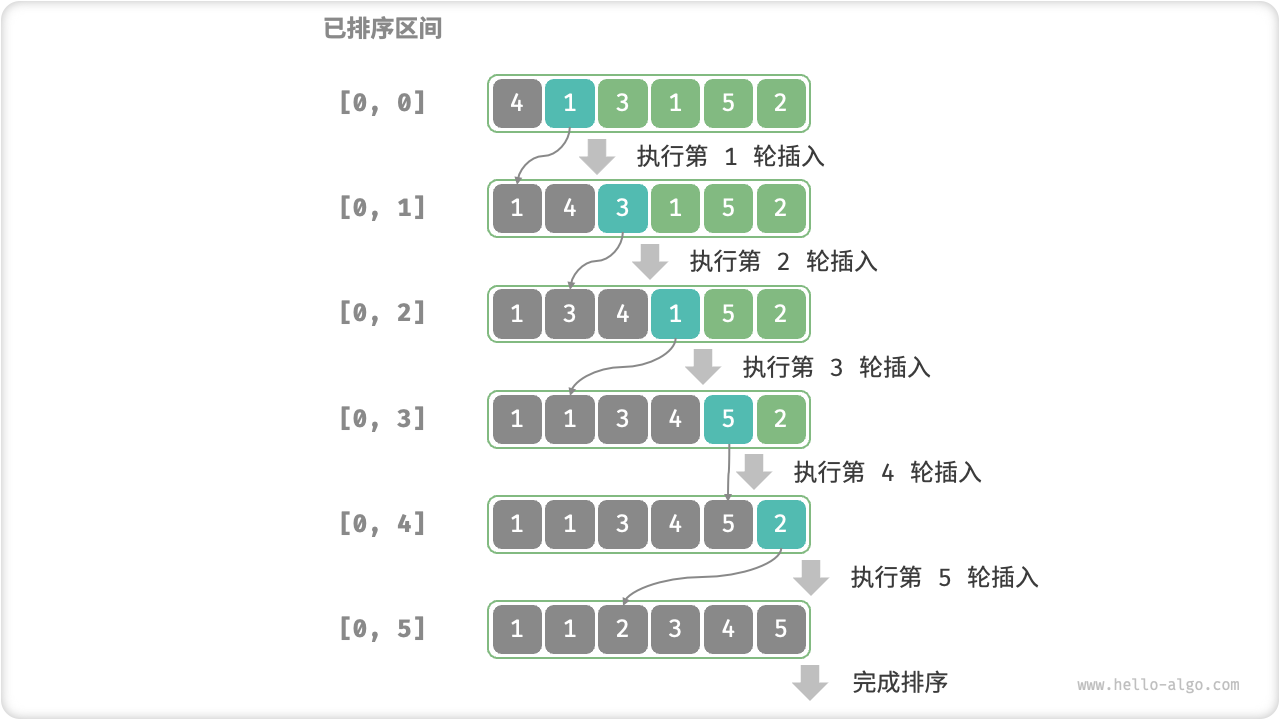 已排序区间
[0, 0] 4 1 3 1 5 2
执行第 1 轮插入
[0, 1] 1 4 3 1 5 2
执行第 2 轮插入
[0, 2] 1 3 4 1 5 2
执行第 3 轮插入
[0, 3] 1 1 3 4 5 2
执行第 4 轮插入
[0, 4] 1 1 3 4 5 2
执行第 5 轮插入
[0, 5] 1 1 2 3 4 5
完成排序
www.hello-algo.com